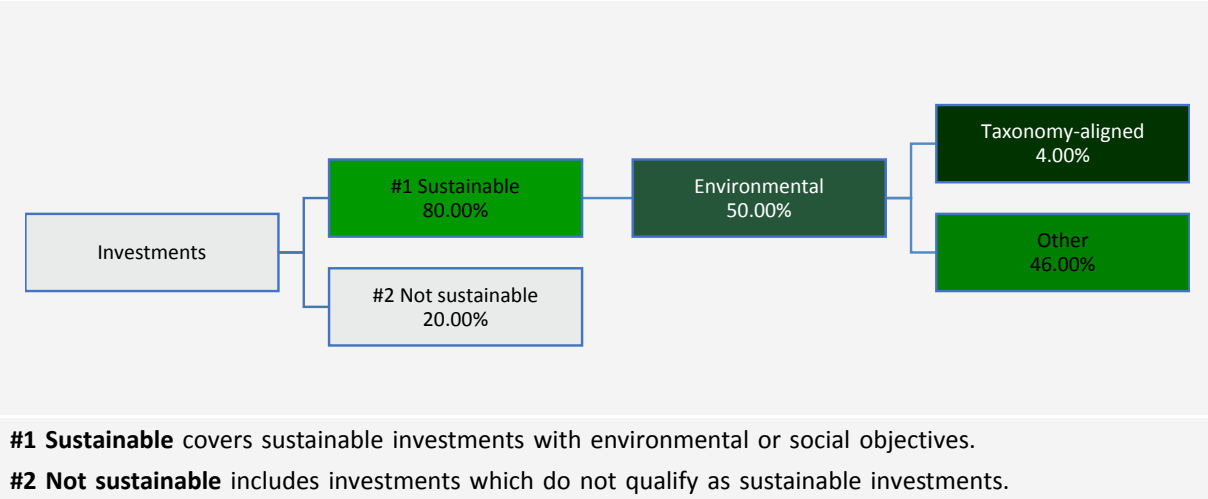 Investments
#1 Sustainable
80.00%
#2 Not sustainable
20.00%
Environmental
50.00%
Taxonomy-aligned
4.00%
Other
46.00%
#1 Sustainable covers sustainable investments with environmental or social objectives.
#2 Not sustainable includes investments which do not qualify as sustainable investments.